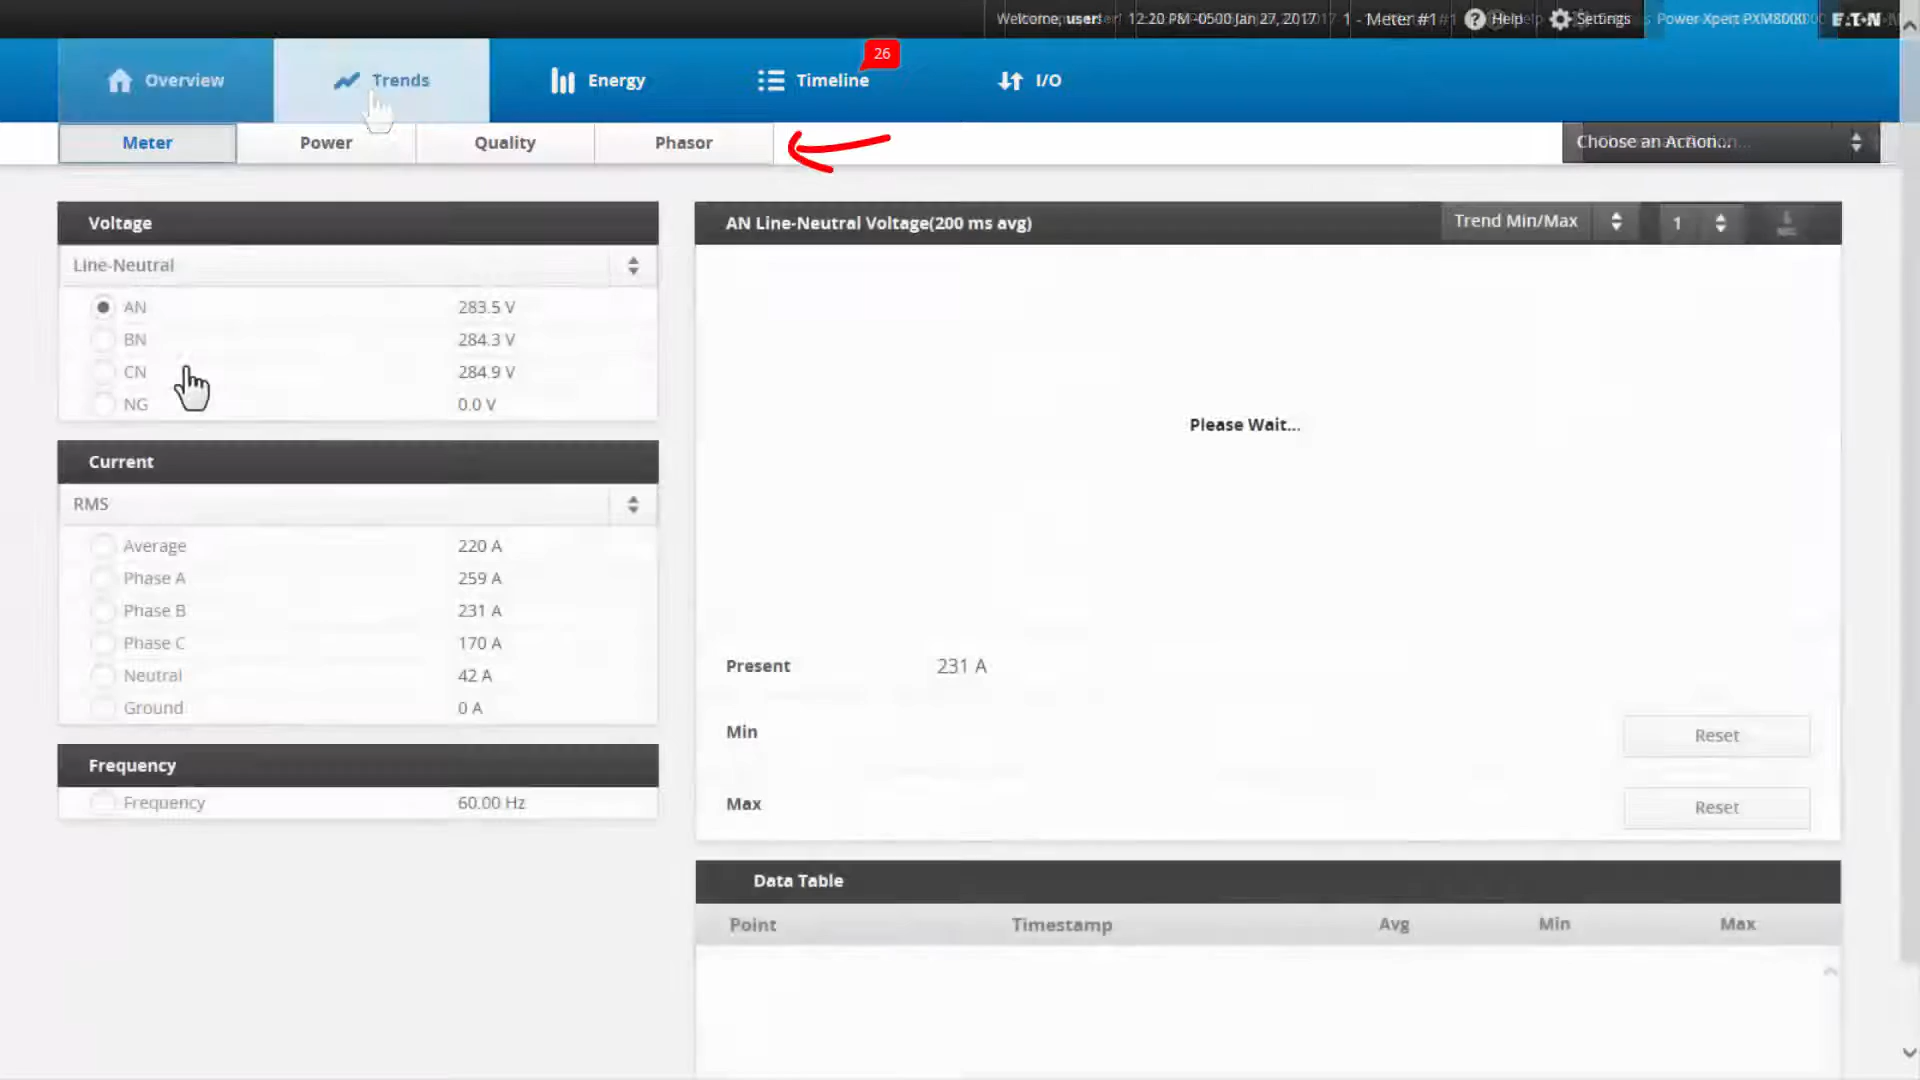 Welcome, user! 12:20 PM -0500 Jan 27, 2017 1 - Meter #1 Help Settings Power Xpert PXM8000 E·T·N
Overview Trends Energy Timeline 26 I/O
Meter Power Quality Phasor Choose an Action...
Voltage
Line-Neutral
AN 283.5 V
BN 284.3 V
CN 284.9 V
NG 0.0 V
Current
RMS
Average 220 A
Phase A 259 A
Phase B 231 A
Phase C 170 A
Neutral 42 A
Ground 0 A
Frequency
Frequency 60.00 Hz
AN Line-Neutral Voltage(200 ms avg) Trend Min/Max 1
Please Wait...
Present 231 A
Min Reset
Max Reset
Data Table
Point Timestamp Avg Min Max